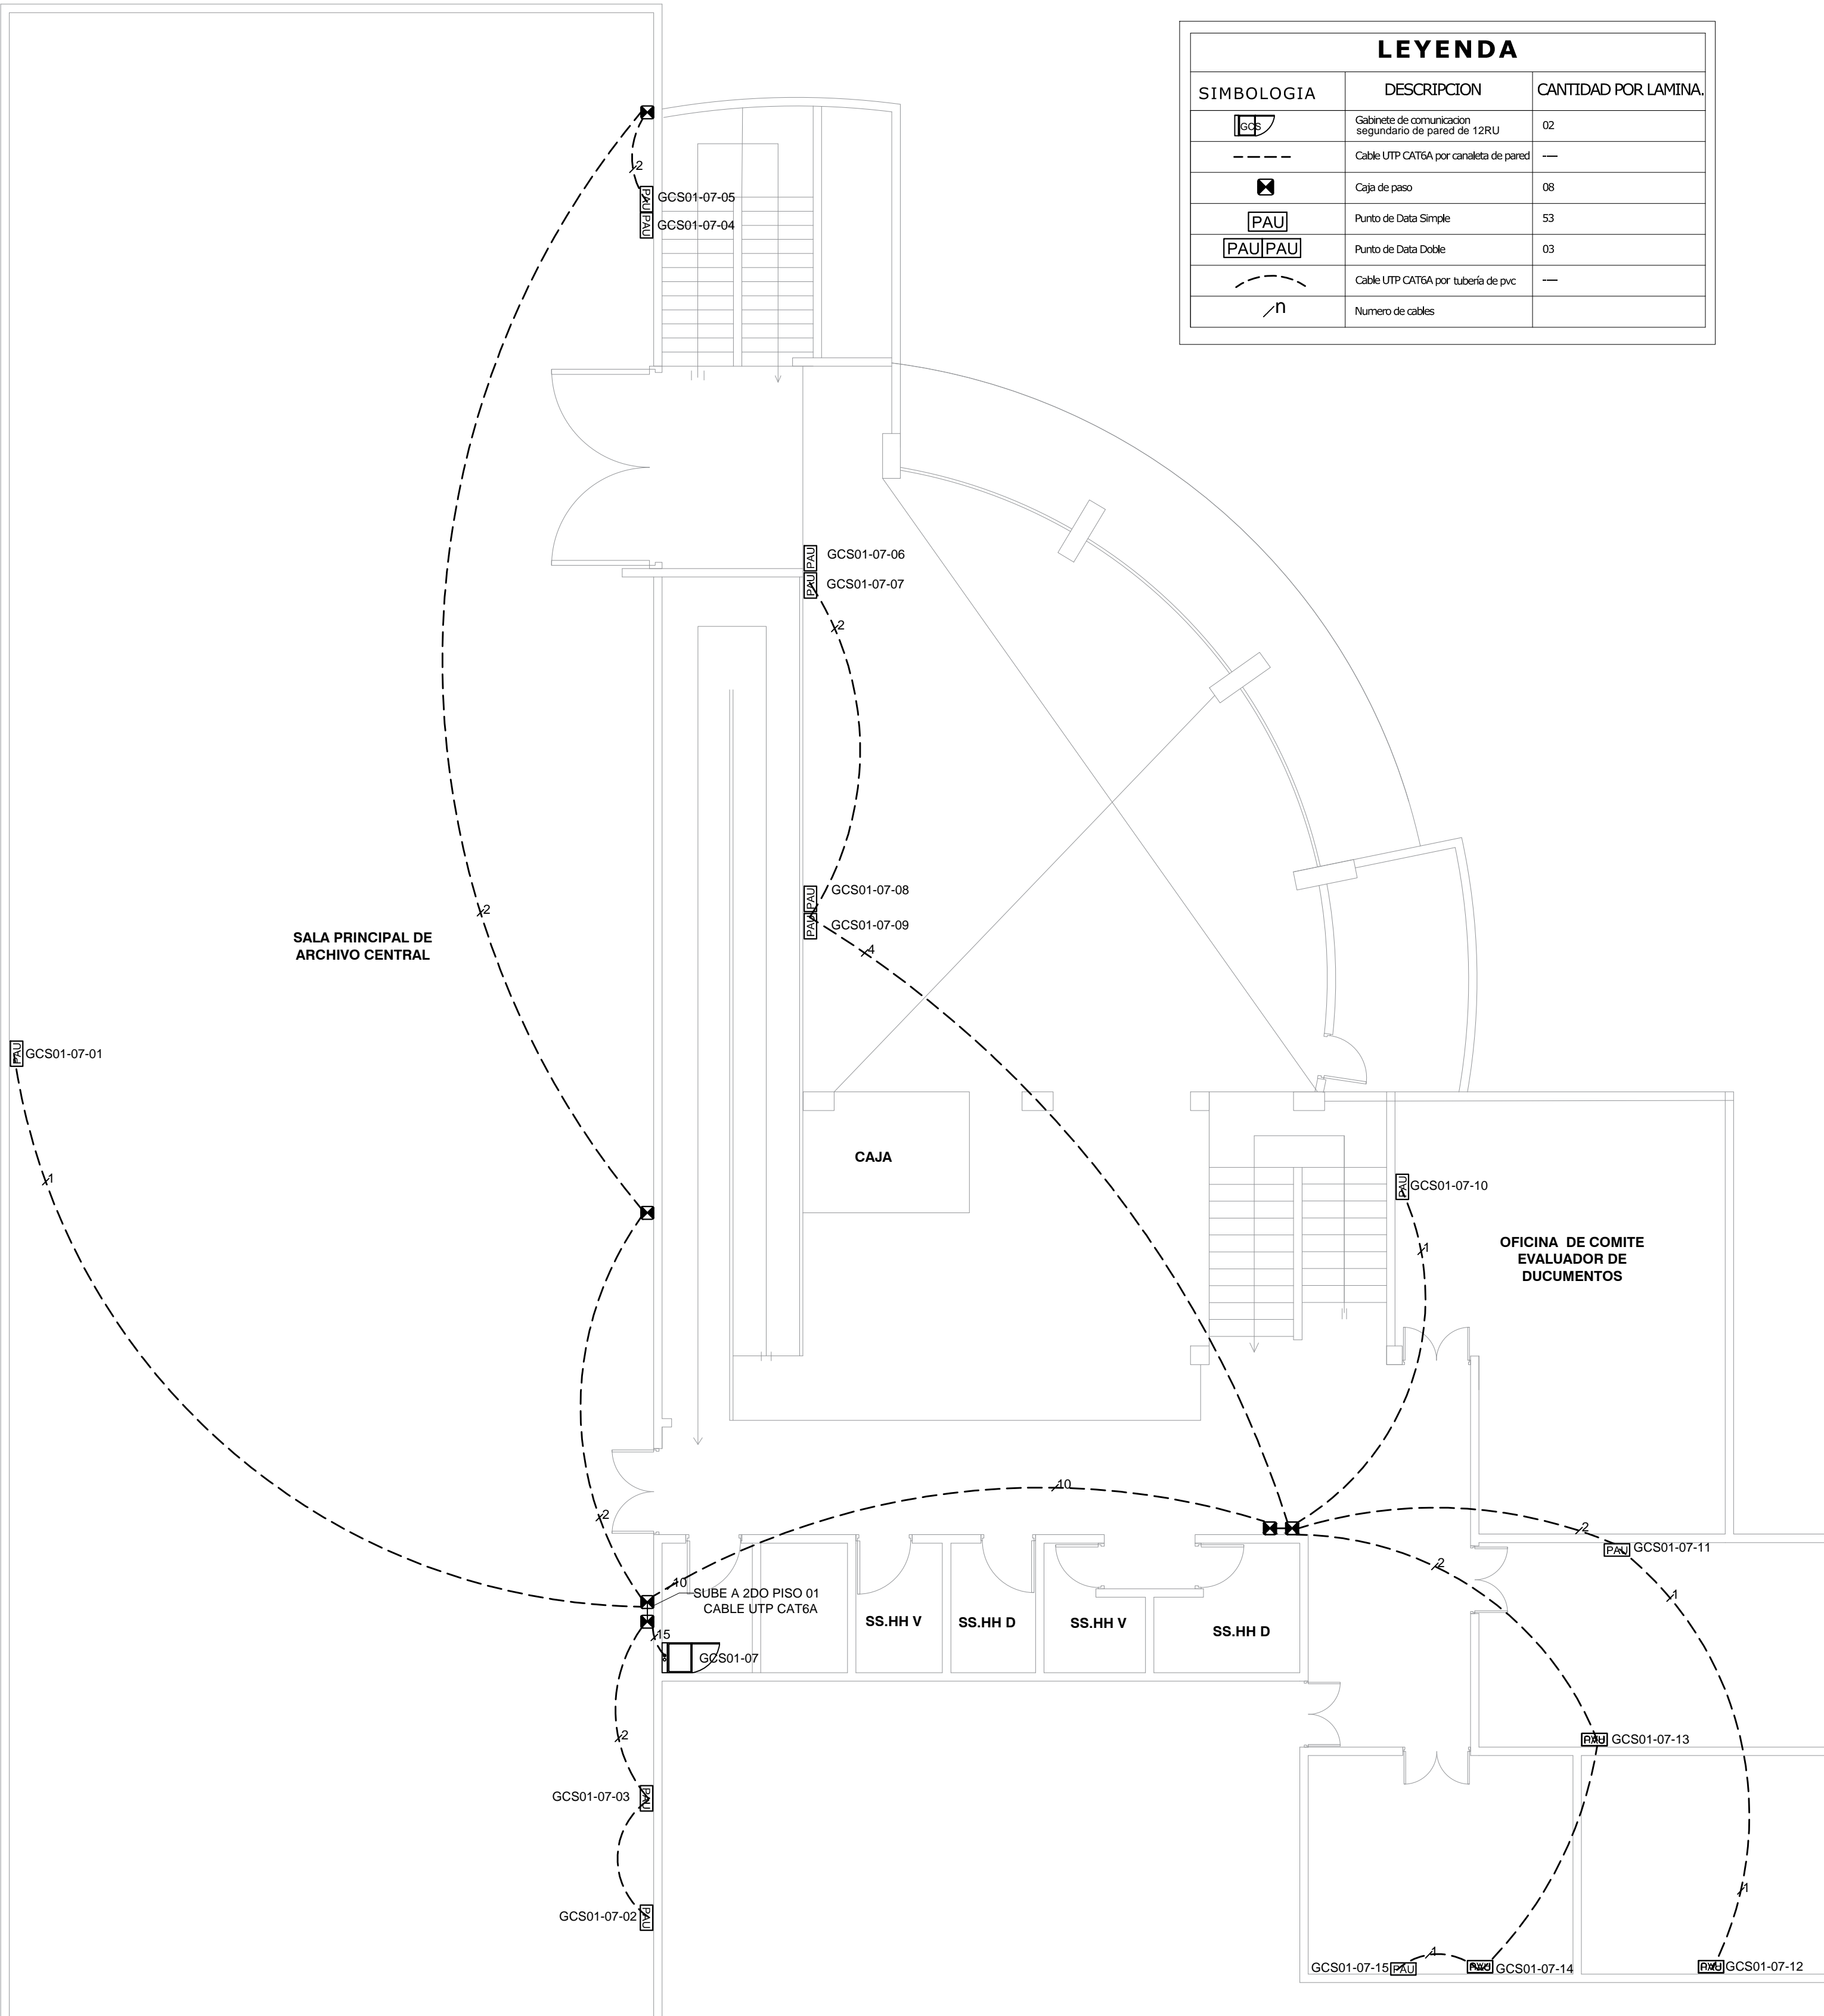 LEYENDA
SIMBOLOGIA
DESCRIPCION
CANTIDAD POR LAMINA.
GCS
Gabinete de comunicacion
segundario de pared de 12RU
02
Cable UTP CAT6A por canaleta de pared
-—
Caja de paso
08
PAU
Punto de Data Simple
53
PAU PAU
Punto de Data Doble
03
Cable UTP CAT6A por tubería de pvc
-—
n
Numero de cables
2
PAU
GCS01-07-05
PAU
GCS01-07-04
PAU
GCS01-07-06
PAU
GCS01-07-07
2
PAU
GCS01-07-08
PAU
GCS01-07-09
2
4
SALA PRINCIPAL DE
ARCHIVO CENTRAL
PAU
GCS01-07-01
1
CAJA
PAU
GCS01-07-10
1
OFICINA DE COMITE
EVALUADOR DE
DUCUMENTOS
10
2
2
PAU
GCS01-07-11
2
10
SUBE A 2DO PISO 01
CABLE UTP CAT6A
1
SS.HH V
SS.HH D
SS.HH V
SS.HH D
15
GCS01-07
2
PAU
GCS01-07-13
GCS01-07-03
PAU
1
GCS01-07-02
PAU
1
GCS01-07-15
PAU
PAU
GCS01-07-14
PAU
GCS01-07-12